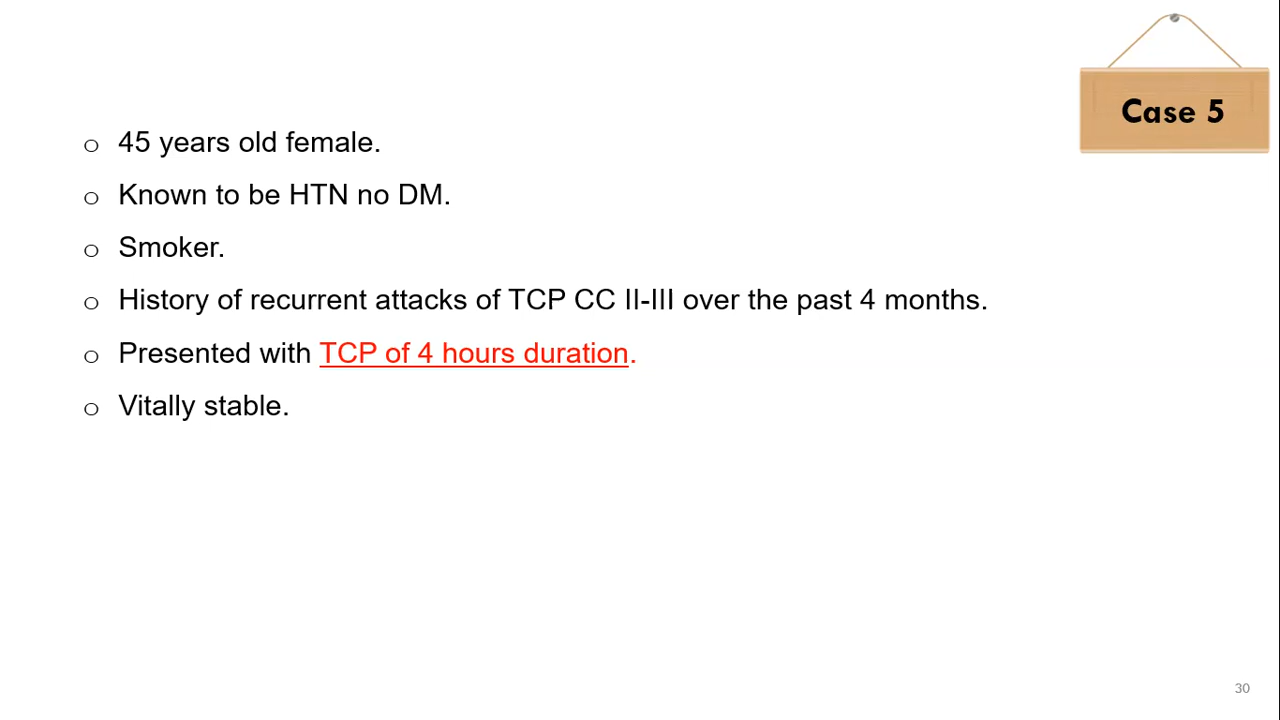 Case 5
o 45 years old female.
o Known to be HTN no DM.
o Smoker.
o History of recurrent attacks of TCP CC II-III over the past 4 months.
o Presented with TCP of 4 hours duration.
o Vitally stable.
30